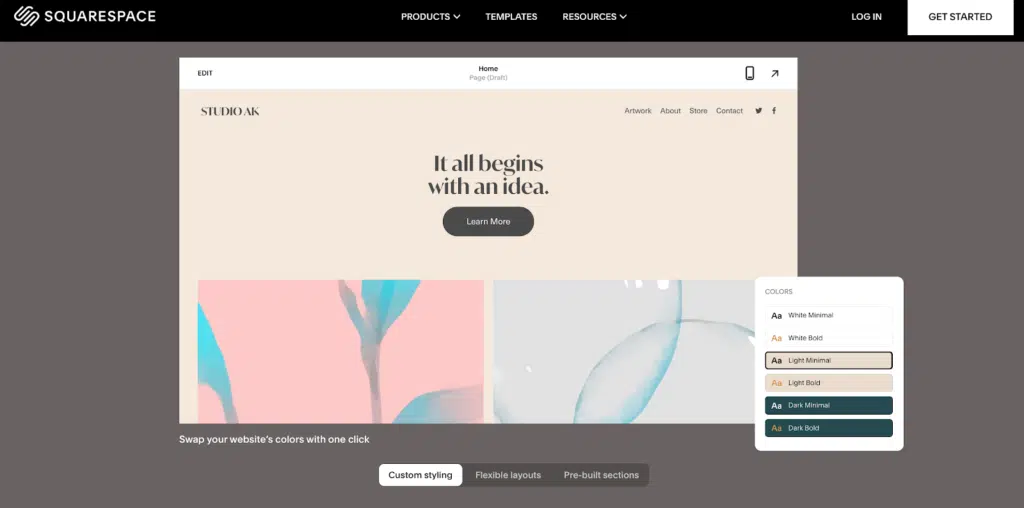 SQUARESPACE
PRODUCTS
TEMPLATES
RESOURCES
LOG IN
GET STARTED
EDIT
Home
Page (Draft)
STUDIO AK
Artwork
About
Store
Contact
It all begins
with an idea.
Learn More
COLORS
Aa White Minimal
Aa White Bold
Aa Light Minimal
Aa Light Bold
Aa Dark Minimal
Aa Dark Bold
Swap your website's colors with one click
Custom styling
Flexible layouts
Pre-built sections